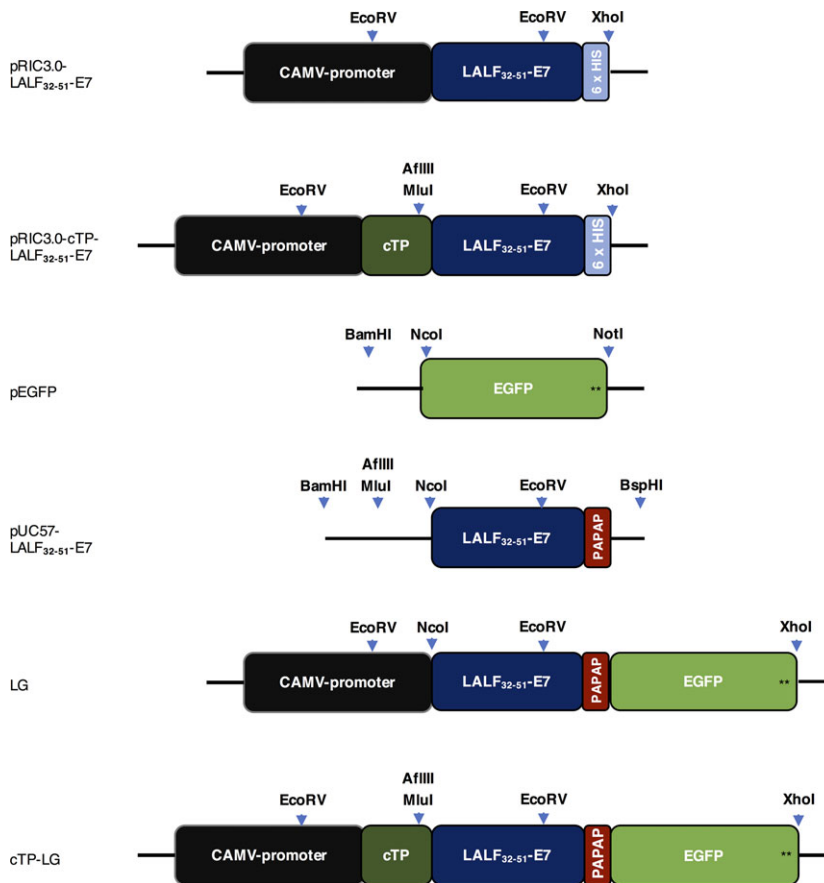 EcoRV EcoRV XhoI
pRIC3.0-
LALF32-51-E7
CAMV-promoter LALF32-51-E7 6 x HIS
AflIII
EcoRV MluI EcoRV XhoI
pRIC3.0-cTP-
LALF32-51-E7
CAMV-promoter cTP LALF32-51-E7 6 x HIS
BamHI NcoI NotI
pEGFP
EGFP **
AflIII
BamHI MluI NcoI EcoRV BspHI
pUC57-
LALF32-51-E7
LALF32-51-E7 PAPAP
EcoRV NcoI EcoRV XhoI
LG
CAMV-promoter LALF32-51-E7 PAPAP EGFP **
AflIII
EcoRV MluI EcoRV XhoI
cTP-LG
CAMV-promoter cTP LALF32-51-E7 PAPAP EGFP **